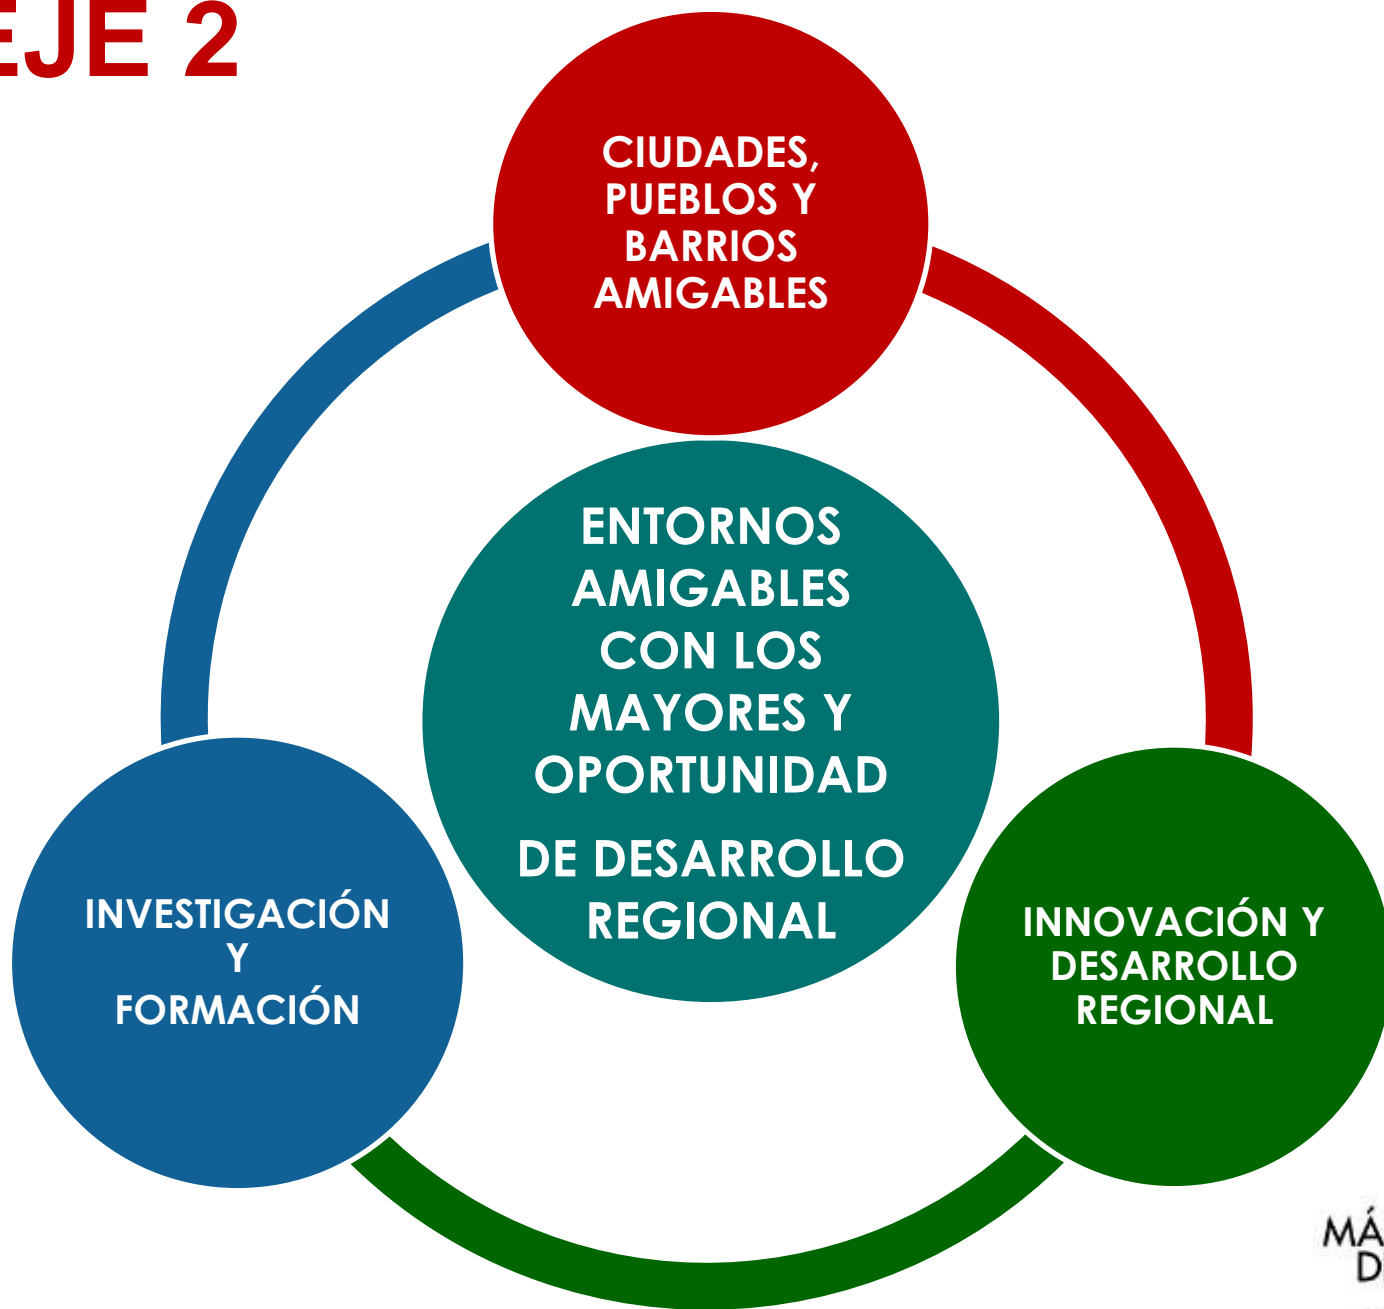 EJE 2
CIUDADES,
PUEBLOS Y
BARRIOS
AMIGABLES
ENTORNOS
AMIGABLES
CON LOS
MAYORES Y
OPORTUNIDAD
DE DESARROLLO
REGIONAL
INVESTIGACIÓN
Y
FORMACIÓN
INNOVACIÓN Y
DESARROLLO
REGIONAL